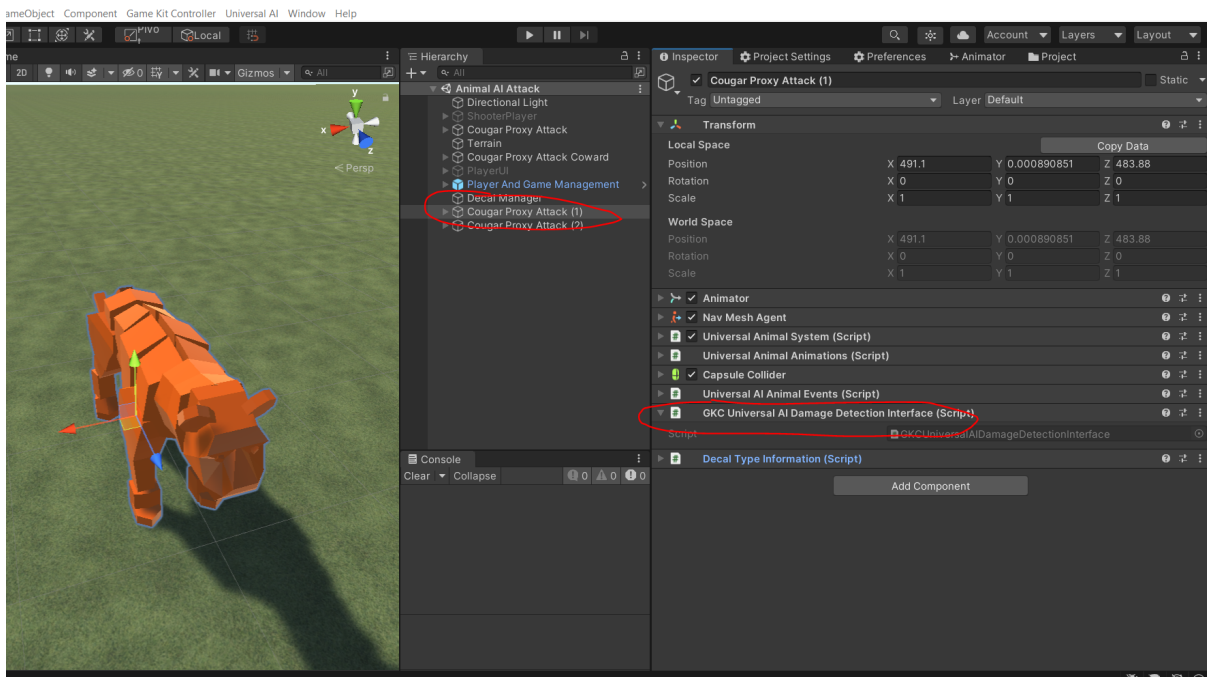 ameObject Component Game Kit Controller Universal AI Window Help
Local
Account Layers Layout
2D 0 Gizmos All
y
x
z
Persp
Hierarchy
All
Animal AI Attack
Directional Light
ShooterPlayer
Cougar Proxy Attack
Terrain
Cougar Proxy Attack Coward
PlayerUI
Player And Game Management
Decal Manager
Cougar Proxy Attack (1)
Cougar Proxy Attack (2)
Console
Clear Collapse 0 0 0
Inspector Project Settings Preferences Animator Project
Cougar Proxy Attack (1) Static
Tag Untagged Layer Default
Transform
Local Space Copy Data
Position X 491.1 Y 0.000890851 Z 483.88
Rotation X 0 Y 0 Z 0
Scale X 1 Y 1 Z 1
World Space
Position X 491.1 Y 0.000890851 Z 483.88
Rotation X 0 Y 0 Z 0
Scale X 1 Y 1 Z 1
Animator
Nav Mesh Agent
# Universal Animal System (Script)
# Universal Animal Animations (Script)
Capsule Collider
# Universal AI Animal Events (Script)
# GKC Universal AI Damage Detection Interface (Script)
Script GKCUniversalAIDamageDetectionInterface
# Decal Type Information (Script)
Add Component